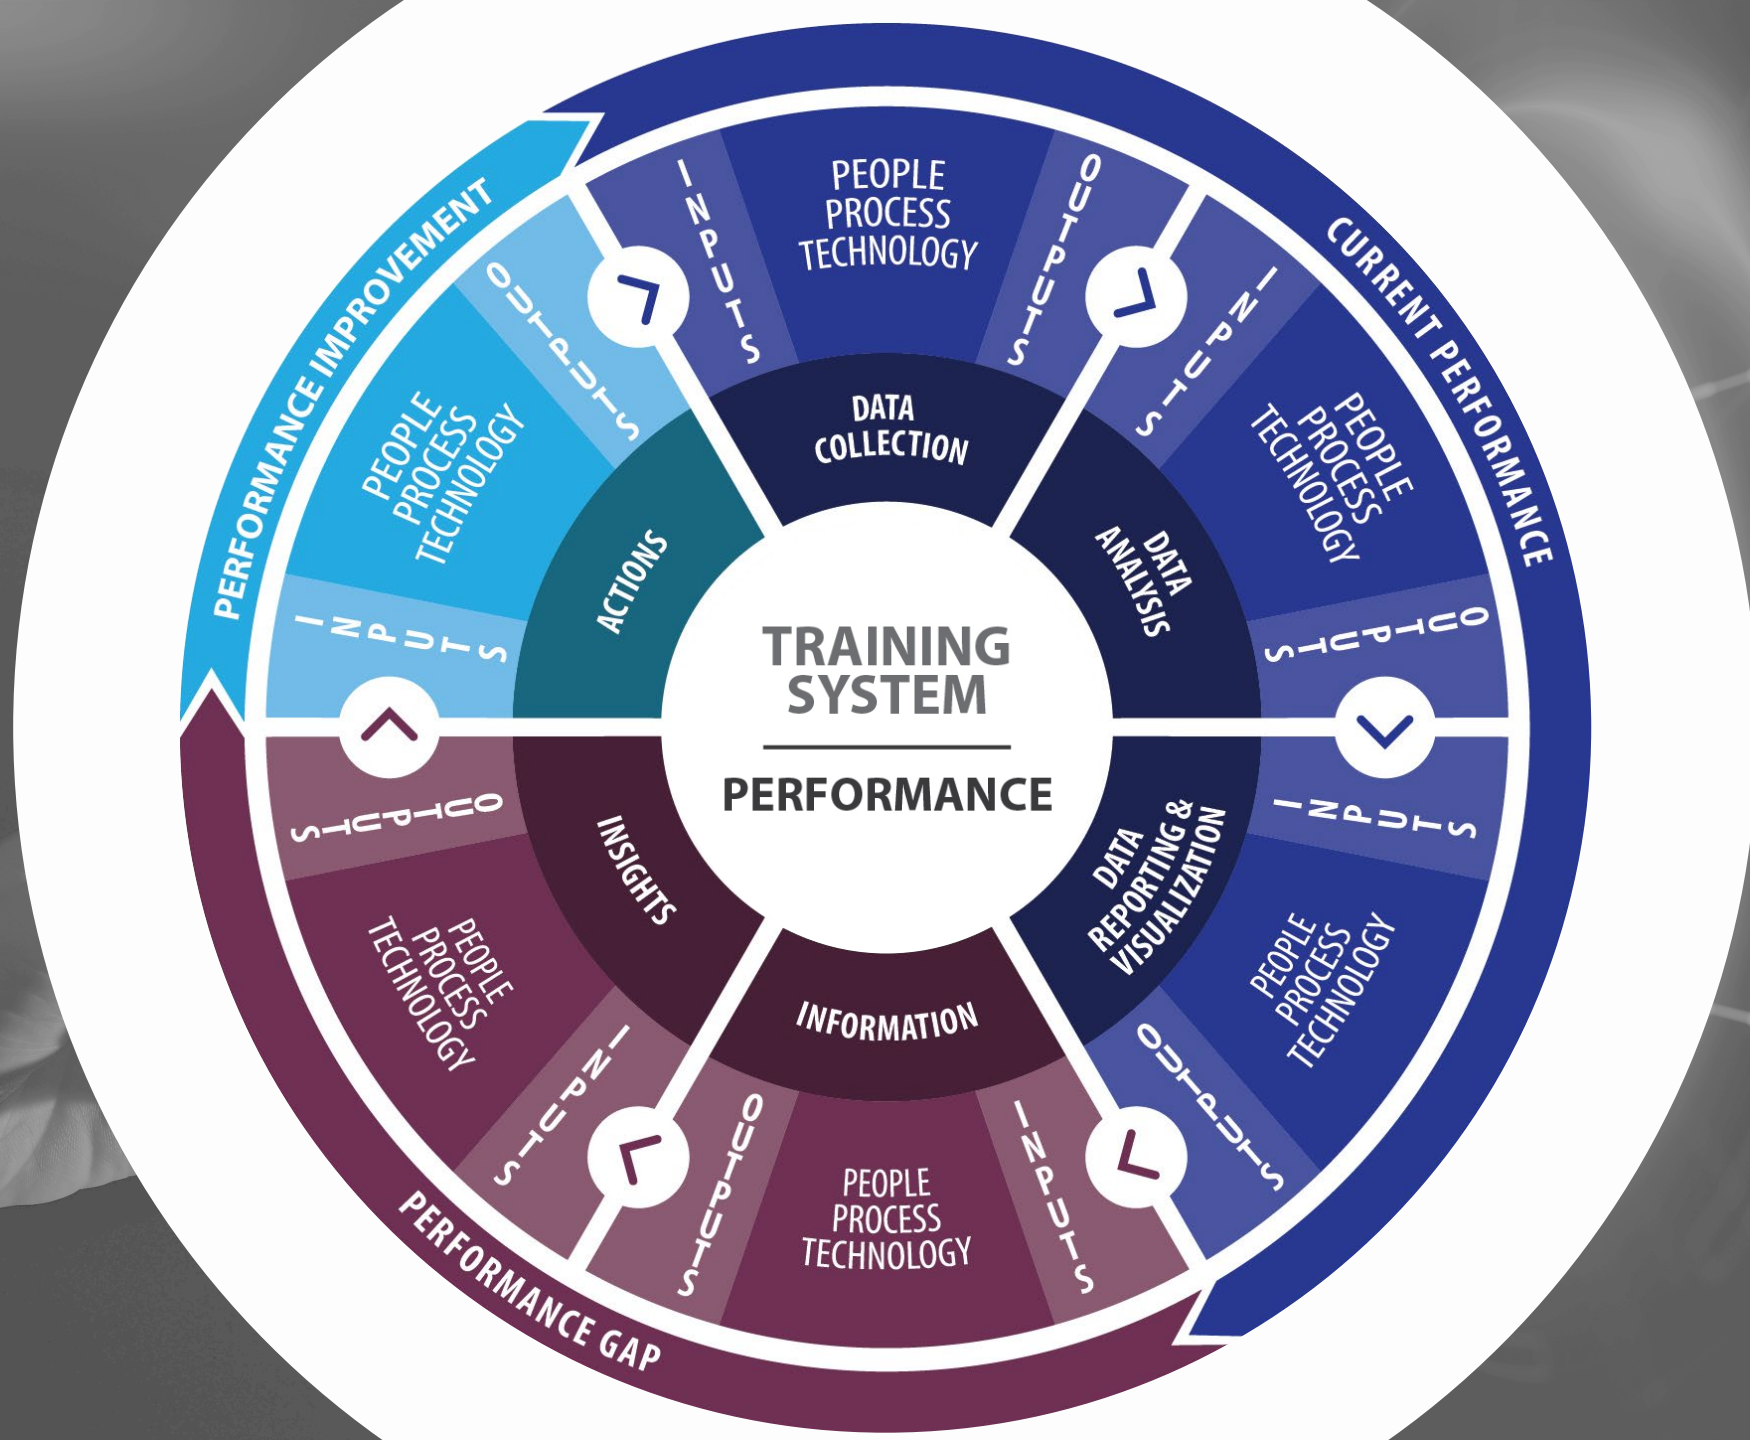 TRAINING
SYSTEM
PERFORMANCE
CURRENT PERFORMANCE
DATA
COLLECTION
INPUTS
PEOPLE
PROCESS
TECHNOLOGY
OUTPUTS
DATA
ANALYSIS
INPUTS
PEOPLE
PROCESS
TECHNOLOGY
OUTPUTS
DATA
REPORTING &
VISUALIZATION
INPUTS
PEOPLE
PROCESS
TECHNOLOGY
OUTPUTS
PERFORMANCE GAP
INFORMATION
INPUTS
PEOPLE
PROCESS
TECHNOLOGY
OUTPUTS
INSIGHTS
INPUTS
PEOPLE
PROCESS
TECHNOLOGY
OUTPUTS
PERFORMANCE IMPROVEMENT
ACTIONS
INPUTS
PEOPLE
PROCESS
TECHNOLOGY
OUTPUTS